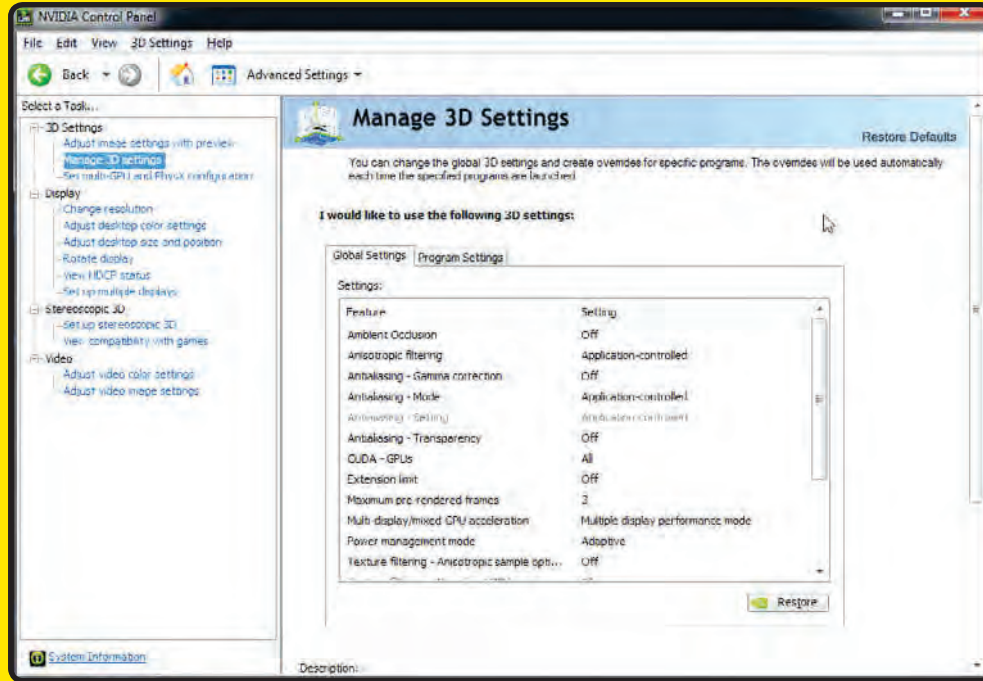 NVIDIA Control Panel
File Edit View 3D Settings Help
Back Advanced Settings
Select a Task...
3D Settings
Adjust image settings with preview
Manage 3D settings
Set multi-GPU and PhysX configuration
Display
Change resolution
Adjust desktop color settings
Adjust desktop size and position
Rotate display
View HDCP status
Set up multiple displays
Stereoscopic 3D
Set up stereoscopic 3D
View compatibility with games
Video
Adjust video color settings
Adjust video image settings
System Information
Manage 3D Settings
Restore Defaults
You can change the global 3D settings and create overrides for specific programs. The overrides will be used automatically
each time the specified programs are launched.
I would like to use the following 3D settings:
Global Settings Program Settings
Settings:
Feature Setting
Ambient Occlusion Off
Anisotropic filtering Application-controlled
Antialiasing - Gamma correction Off
Antialiasing - Mode Application-controlled
Antialiasing - Setting Application-controlled
Antialiasing - Transparency Off
CUDA - GPUs All
Extension limit Off
Maximum pre-rendered frames
Multi-display/mixed GPU acceleration Multiple display performance mode
Power management mode Adaptive
Texture filtering - Anisotropic sample opti... Off
Restore
Description: